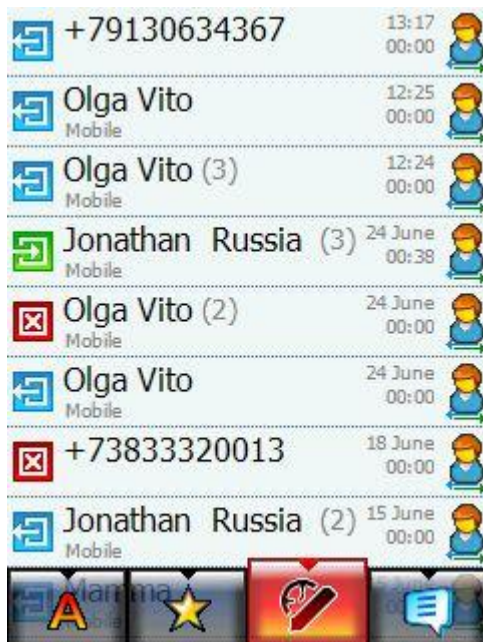 +79130634367 13:17
00:00
Olga Vito 12:25
Mobile 00:00
Olga Vito (3) 12:24
Mobile 00:00
Jonathan Russia (3) 24 June
Mobile 00:38
Olga Vito (2) 24 June
Mobile 00:00
Olga Vito 24 June
Mobile 00:00
+73833320013 18 June
00:00
Jonathan Russia (2) 15 June
Mobile 00:00
Mamma
A